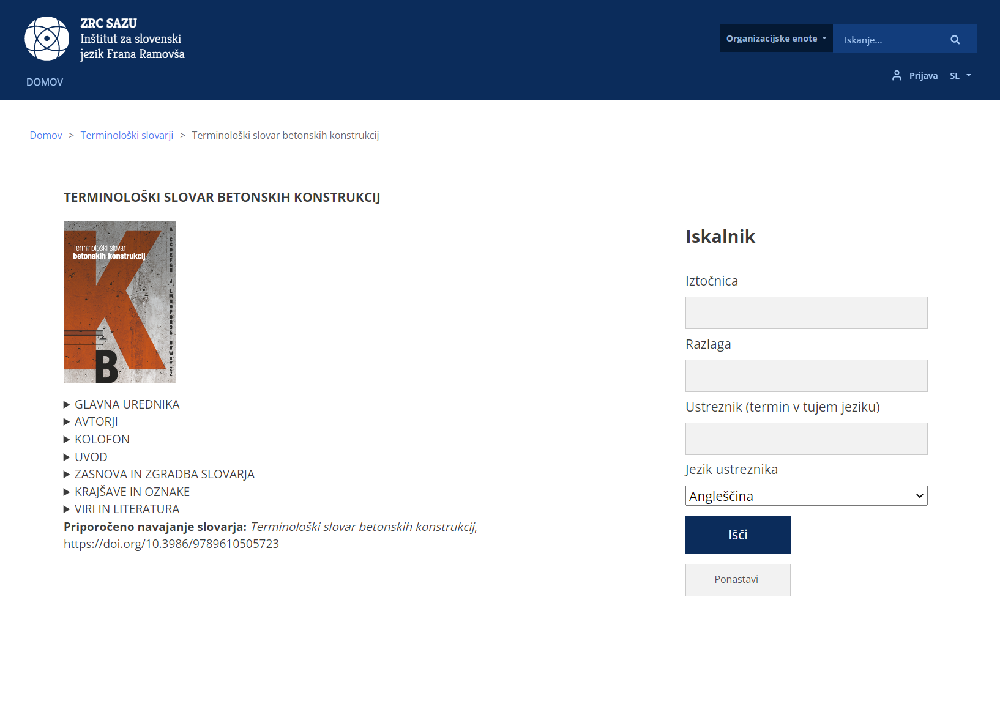 ZRC SAZU
Inštitut za slovenski
jezik Frana Ramovša
Organizacijske enote
Iskanje...
DOMOV
Prijava
SL
Domov > Terminološki slovarji > Terminološki slovar betonskih konstrukcij
TERMINOLOŠKI SLOVAR BETONSKIH KONSTRUKCIJ
Terminološki slovar
betonskih konstrukcij
K
B
A
C Č D E F G H I J
L M N O P Q R S Š T U V W X Y Z Ž
GLAVNA UREDNIKA
AVTORJI
KOLOFON
UVOD
ZASNOVA IN ZGRADBA SLOVARJA
KRAJŠAVE IN OZNAKE
VIRI IN LITERATURA
Priporočeno navajanje slovarja: Terminološki slovar betonskih konstrukcij,
https://doi.org/10.3986/9789610505723
Iskalnik
Iztočnica
Razlaga
Ustreznik (termin v tujem jeziku)
Jezik ustreznika
Angleščina
Išči
Ponastavi